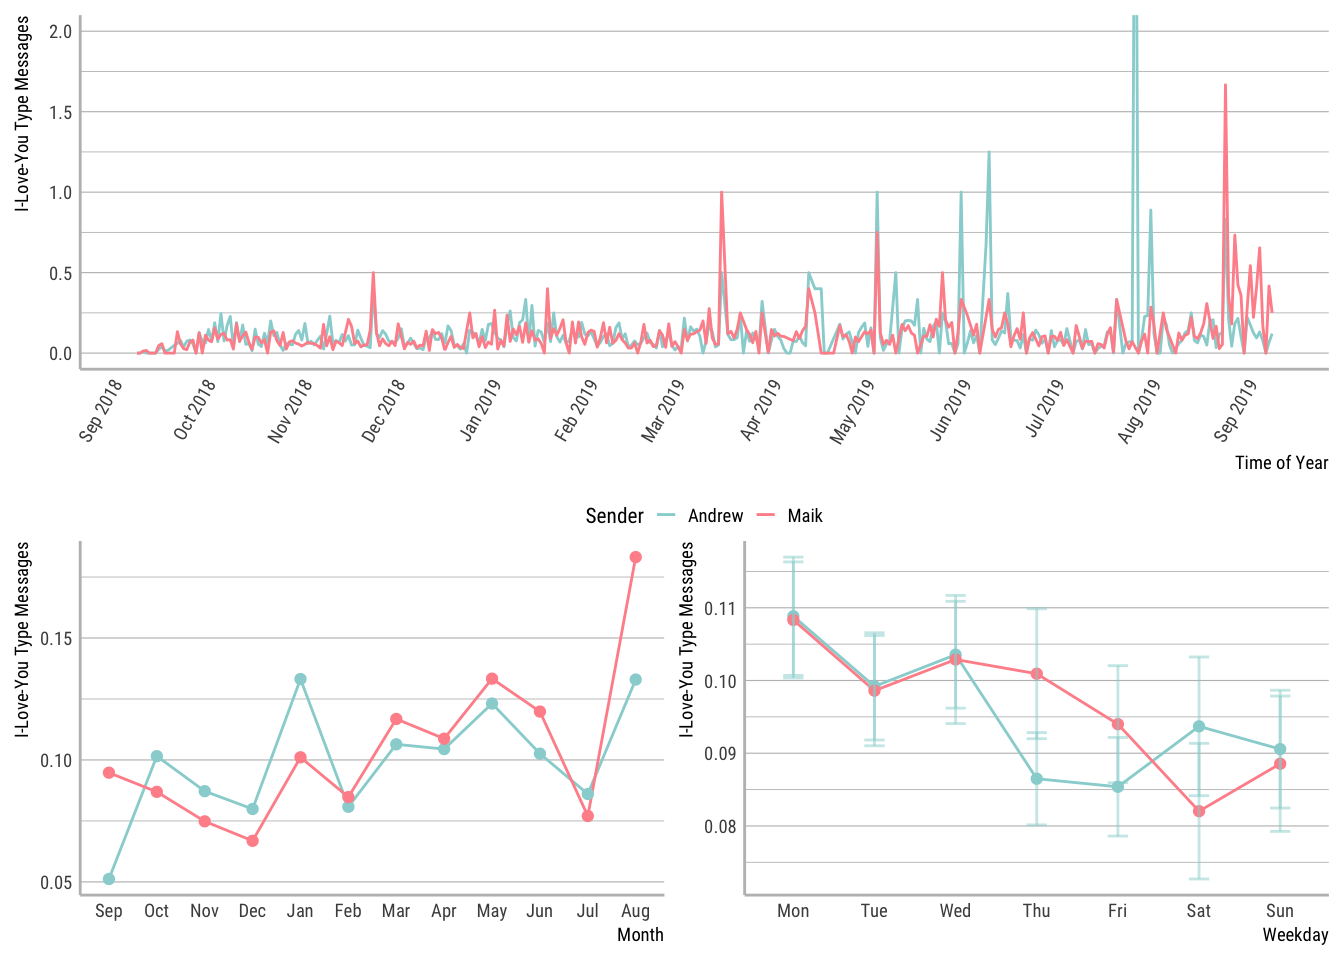 I-Love-You Type Messages
2.0
1.5
1.0
0.5
0.0
Sep 2018
Oct 2018
Nov 2018
Dec 2018
Jan 2019
Feb 2019
Mar 2019
Apr 2019
May 2019
Jun 2019
Jul 2019
Aug 2019
Sep 2019
Time of Year
Sender Andrew Maik
I-Love-You Type Messages
0.15
0.10
0.05
Sep Oct Nov Dec Jan Feb Mar Apr May Jun Jul Aug
Month
I-Love-You Type Messages
0.11
0.10
0.09
0.08
Mon Tue Wed Thu Fri Sat Sun
Weekday